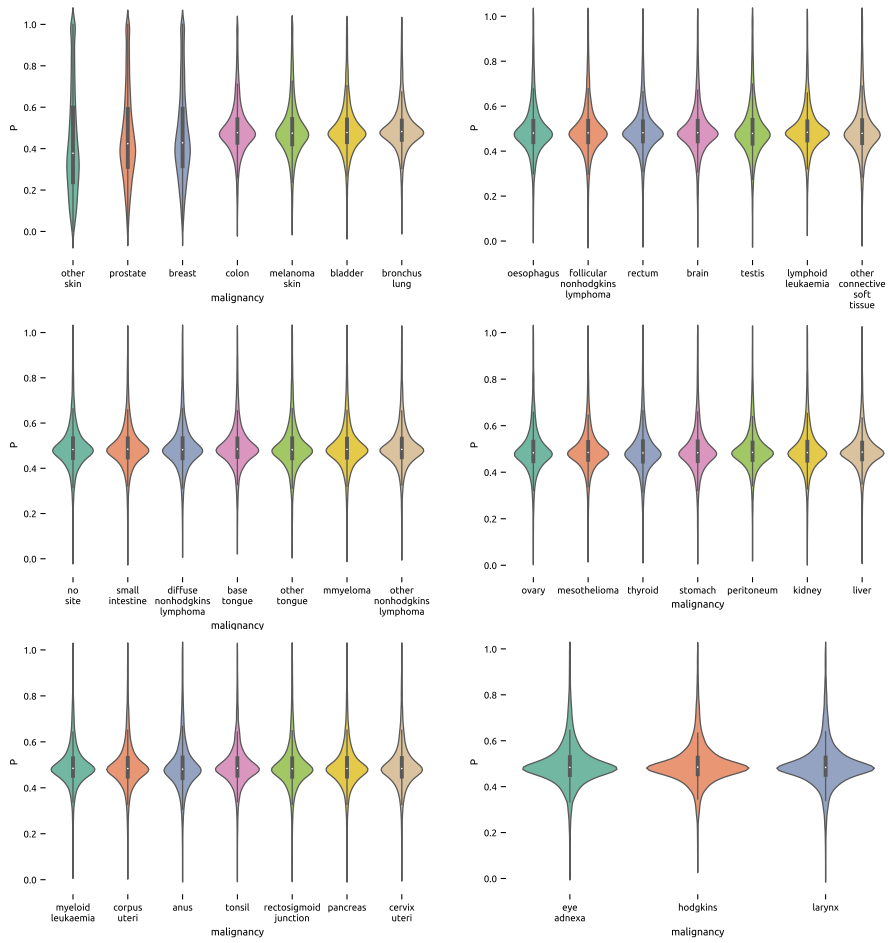 1.0
0.8
0.6
0.4
0.2
0.0
P
other
skin
prostate
breast
colon
melanoma
skin
bladder
bronchus
lung
malignancy
1.0
0.8
0.6
0.4
0.2
0.0
P
oesophagus
follicular
nonhodgkins
lymphoma
rectum
brain
testis
lymphoid
leukaemia
other
connective
soft
tissue
1.0
0.8
0.6
0.4
0.2
0.0
P
no
site
small
intestine
diffuse
nonhodgkins
lymphoma
base
tongue
other
tongue
mmyeloma
other
nonhodgkins
lymphoma
malignancy
1.0
0.8
0.6
0.4
0.2
0.0
P
ovary
mesothelioma
thyroid
stomach
peritoneum
kidney
liver
malignancy
1.0
0.8
0.6
0.4
0.2
0.0
P
myeloid
leukaemia
corpus
uteri
anus
tonsil
rectosigmoid
junction
pancreas
cervix
uteri
malignancy
1.0
0.8
0.6
0.4
0.2
0.0
P
eye
adnexa
hodgkins
larynx
malignancy